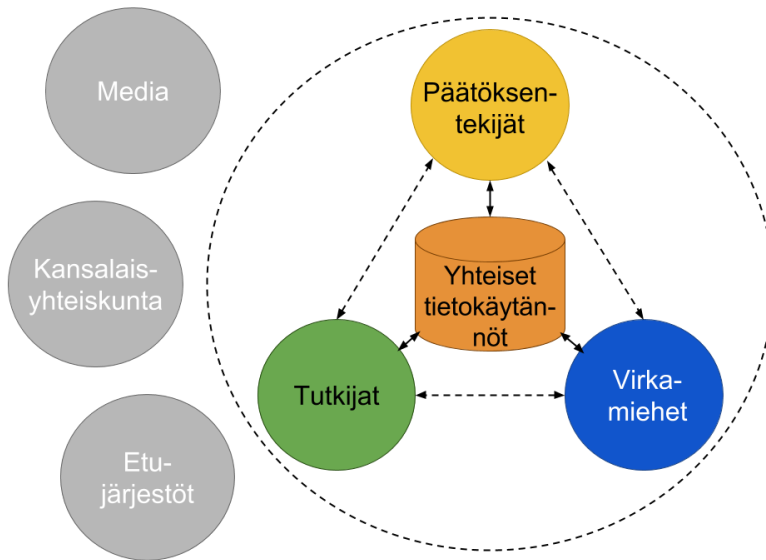 Media
Kansalais-
yhteiskunta
Etu-
järjestöt
Päätöksen-
tekijät
Yhteiset
tietokäytän-
nöt
Tutkijat
Virka-
miehet